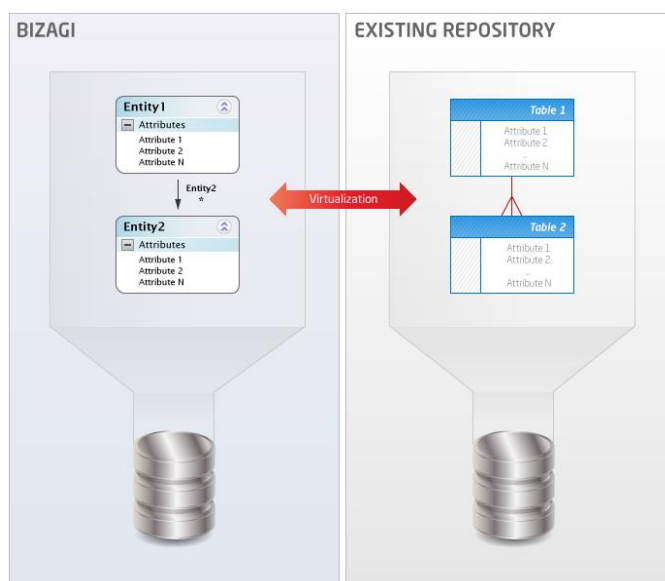 BIZAGI
Entity1
Attributes
Attribute 1
Attribute 2
Attribute N
Entity2
*
Entity2
Attributes
Attribute 1
Attribute 2
Attribute N
Virtualization
EXISTING REPOSITORY
Table 1
Attribute 1
Attribute 2
...
Attribute N
Table 2
Attribute 1
Attribute 2
...
Attribute N